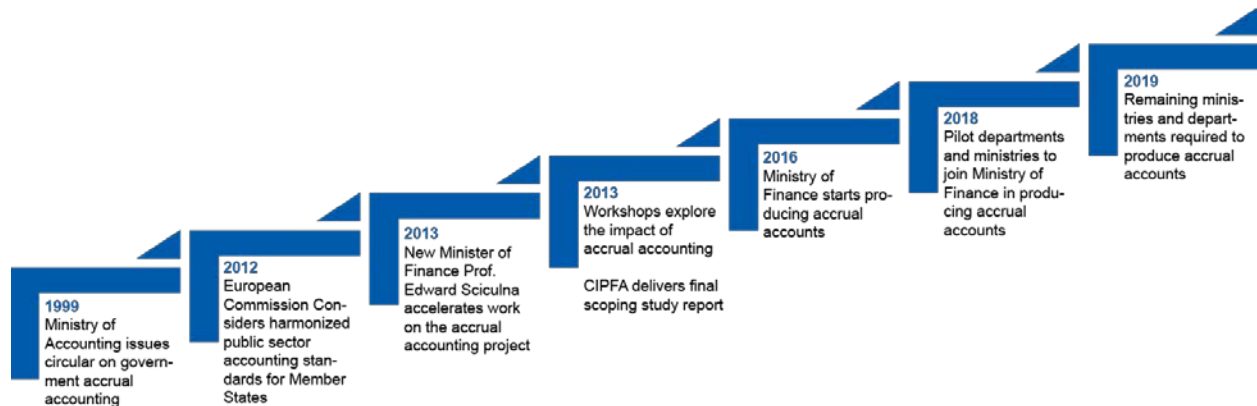 1999
Ministry of
Accounting issues
circular on govern-
ment accrual
accounting
2012
European
Commission Con-
siders harmonized
public sector
accounting stan-
dards for Member
States
2013
New Minister of
Finance Prof.
Edward Sciculna
accelerates work
on the accrual
accounting project
2013
Workshops explore
the impact of
accrual accounting
CIPFA delivers final
scoping study report
2016
Ministry of
Finance starts pro-
ducing accrual
accounts
2018
Pilot departments
and ministries to
join Ministry of
Finance in produ-
cing accrual
accounts
2019
Remaining minis-
tries and depart-
ments required to
produce accrual
accounts